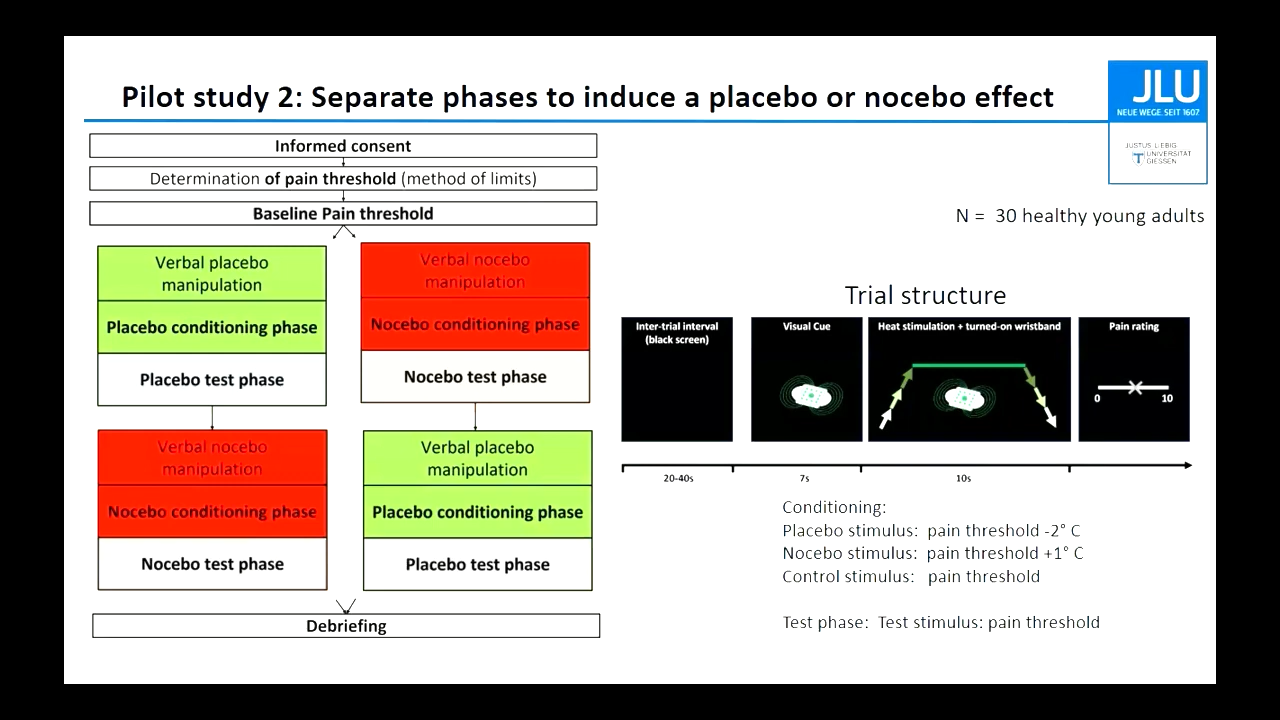 Pilot study 2: Separate phases to induce a placebo or nocebo effect
JLU
NEUE WEGE. SEIT 1607
JUSTUS LIEBIG
UNIVERSITÄT
GIESSEN
Informed consent
Determination of pain threshold (method of limits)
Baseline Pain threshold
Verbal placebo
manipulation
Placebo conditioning phase
Placebo test phase
Verbal nocebo
manipulation
Nocebo conditioning phase
Nocebo test phase
Verbal nocebo
manipulation
Nocebo conditioning phase
Nocebo test phase
Verbal placebo
manipulation
Placebo conditioning phase
Placebo test phase
Debriefing
N = 30 healthy young adults
Trial structure
Inter-trial interval
(black screen)
Visual Cue
Heat stimulation + turned-on wristband
Pain rating
0 10
20-40s
7s
10s
Conditioning:
Placebo stimulus: pain threshold -2° C
Nocebo stimulus: pain threshold +1° C
Control stimulus: pain threshold
Test phase: Test stimulus: pain threshold